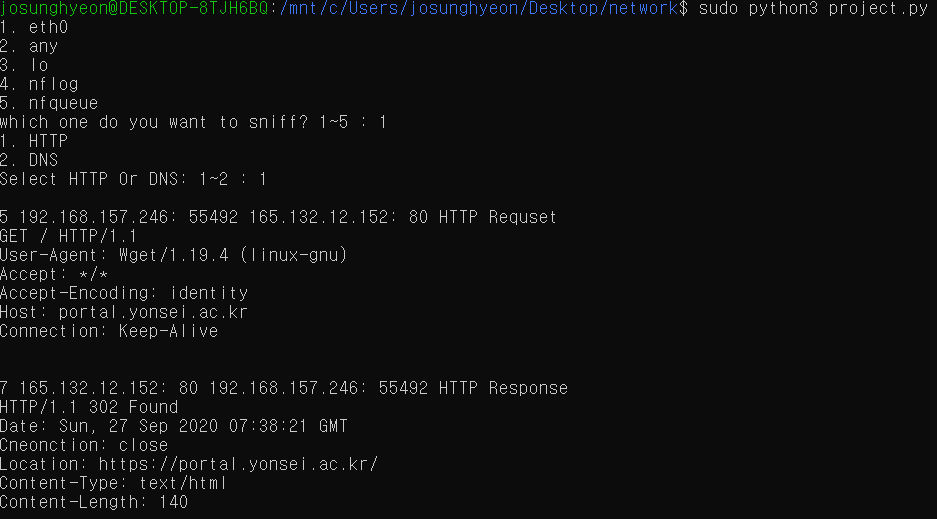 josunghyeon@DESKTOP-8TJH6BQ:/mnt/c/Users/josunghyeon/Desktop/network$ sudo python3 project.py
1. eth0
2. any
3. lo
4. nflog
5. nfqueue
which one do you want to sniff? 1~5 : 1
1. HTTP
2. DNS
Select HTTP Or DNS: 1~2 : 1
5 192.168.157.246: 55492 165.132.12.152: 80 HTTP Requset
GET / HTTP/1.1
User-Agent: Wget/1.19.4 (linux-gnu)
Accept: */*
Accept-Encoding: identity
Host: portal.yonsei.ac.kr
Connection: Keep-Alive
7 165.132.12.152: 80 192.168.157.246: 55492 HTTP Response
HTTP/1.1 302 Found
Date: Sun, 27 Sep 2020 07:38:21 GMT
Cneonction: close
Location: https://portal.yonsei.ac.kr/
Content-Type: text/html
Content-Length: 140